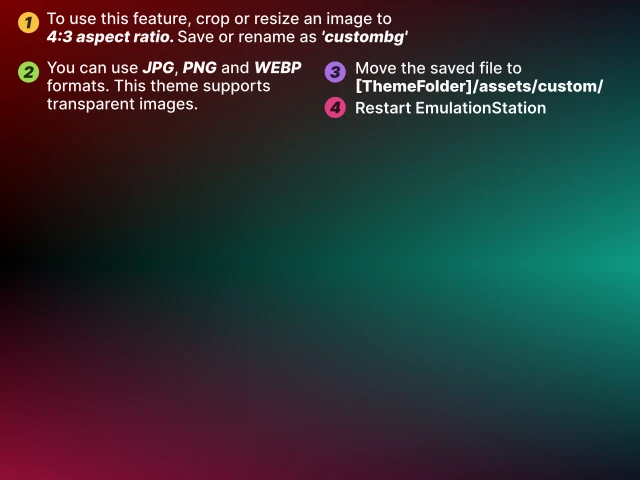 1 To use this feature, crop or resize an image to
4:3 aspect ratio. Save or rename as 'custombg'
2 You can use JPG, PNG and WEBP
formats. This theme supports
transparent images.
3 Move the saved file to
[ThemeFolder]/assets/custom/
4 Restart EmulationStation